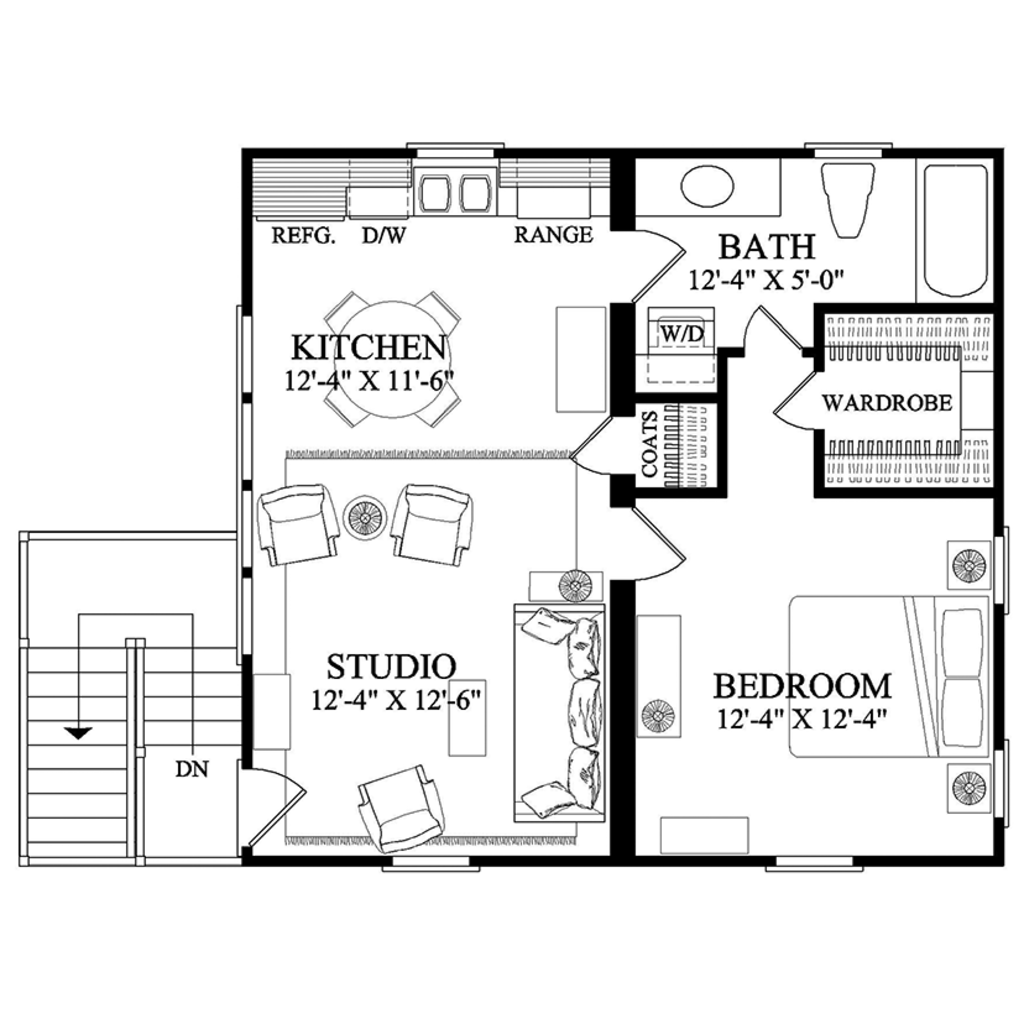 REFG.
D/W
RANGE
BATH
12'-4" X 5'-0"
W/D
KITCHEN
12'-4" X 11'-6"
WARDROBE
COATS
STUDIO
12'-4" X 12'-6"
BEDROOM
12'-4" X 12'-4"
DN